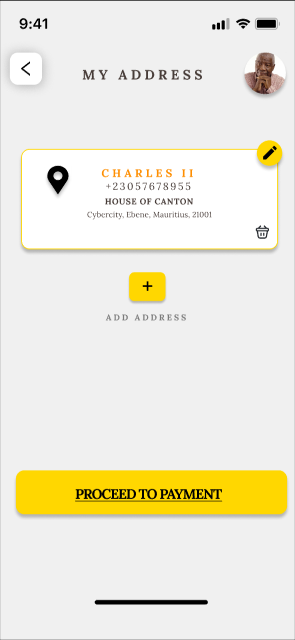 9:41
MY ADDRESS
CHARLES II
+23057678955
HOUSE OF CANTON
Cybercity, Ebene, Mauritius, 21001
+
ADD ADDRESS
PROCEED TO PAYMENT